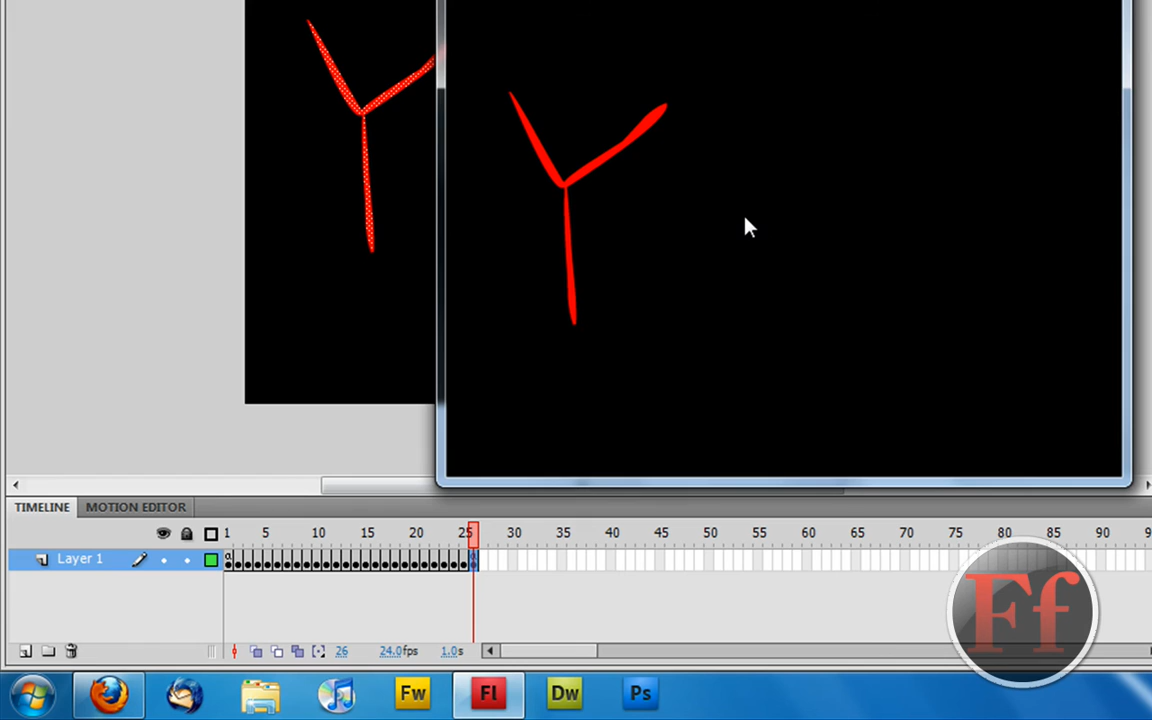 Y
Y
TIMELINE MOTION EDITOR
1 5 10 15 20 25 30 35 40 45 50 55 60 65 70 75 80 85 90
Layer 1
26 24.0fps 1.0s
Ff
Fw Fl Dw Ps